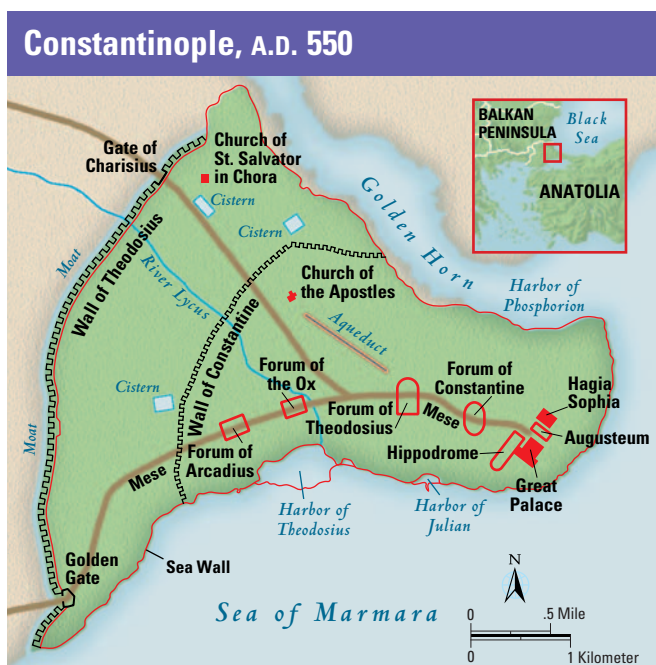 Constantinople, A.D. 550
BALKAN
PENINSULA
Black
Sea
ANATOLIA
Gate of
Charisius
Church of
St. Salvator
in Chora
Cistern
Cistern
Golden Horn
Harbor of
Phosphorion
Moat
Wall of Theodosius
River Lycus
Wall of Constantine
Church of
the Apostles
Aqueduct
Cistern
Forum of
the Ox
Forum of
Theodosius
Mese
Forum of
Constantine
Hagia
Sophia
Augusteum
Hippodrome
Great
Palace
Moat
Mese
Forum of
Arcadius
Harbor of
Theodosius
Harbor of
Julian
Golden
Gate
Sea Wall
Sea of Marmara
N
0 .5 Mile
0 1 Kilometer